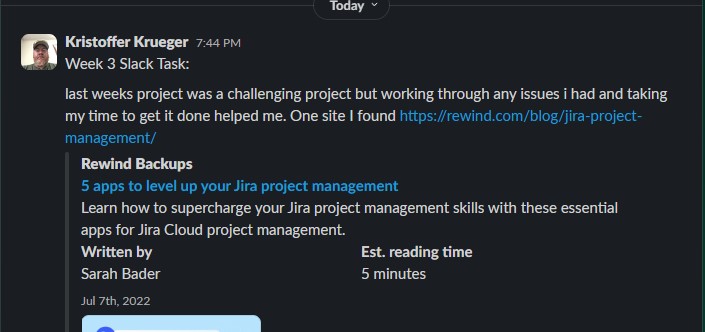 Today
Kristoffer Krueger 7:44 PM
Week 3 Slack Task:
last weeks project was a challenging project but working through any issues i had and taking
my time to get it done helped me. One site I found https://rewind.com/blog/jira-project-
management/
Rewind Backups
5 apps to level up your Jira project management
Learn how to supercharge your Jira project management skills with these essential
apps for Jira Cloud project management.
Written by Est. reading time
Sarah Bader 5 minutes
Jul 7th, 2022